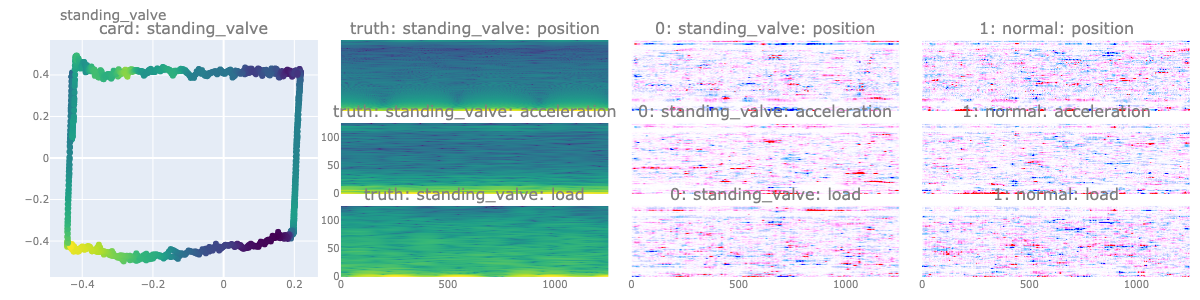 standing_valve
card: standing_valve
truth: standing_valve: position
0: standing_valve: position
1: normal: position
truth: standing_valve: acceleration
0: standing_valve: acceleration
1: normal: acceleration
truth: standing_valve: load
0: standing_valve: load
1: normal: load
0.4
0.2
0
−0.2
−0.4
−0.4
−0.2
0
0.2
100
50
0
100
50
0
0
500
1000
0
500
1000
0
500
1000